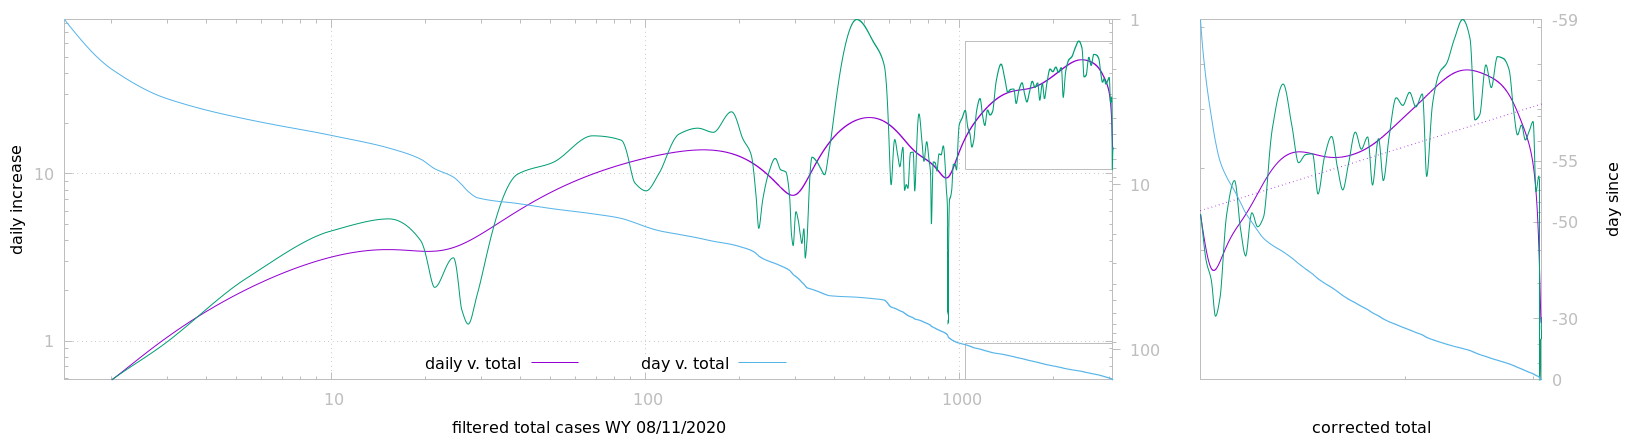 daily increase
10
1
10
100
1000
daily v. total
day v. total
filtered total cases WY 08/11/2020
1
10
100
-59
-55
-50
-30
0
day since
corrected total